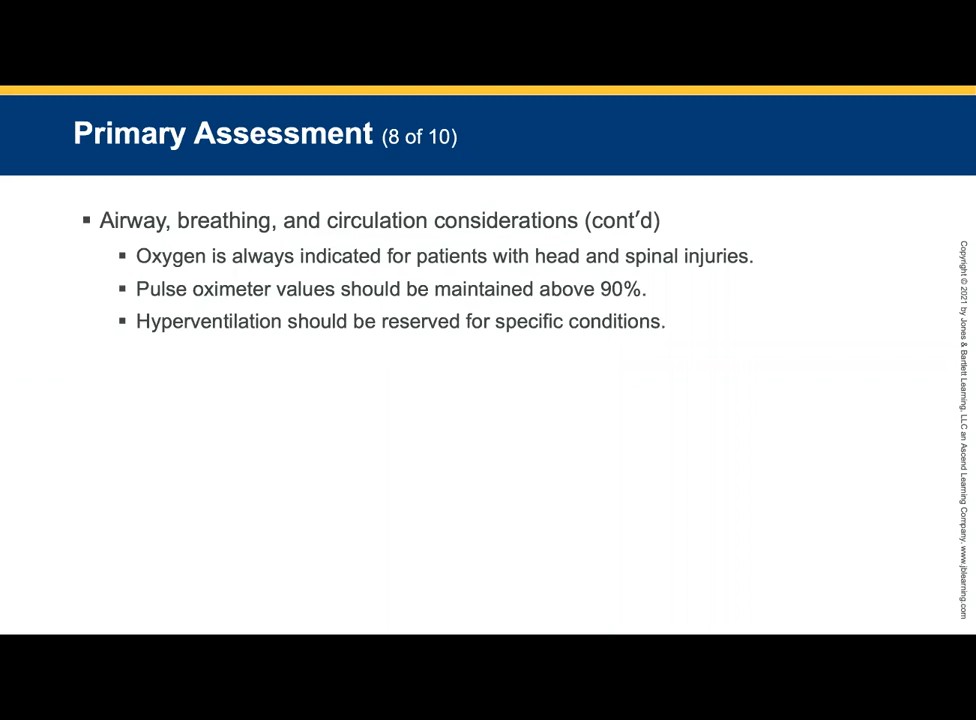 Primary Assessment (8 of 10)
▪ Airway, breathing, and circulation considerations (cont’d)
▪ Oxygen is always indicated for patients with head and spinal injuries.
▪ Pulse oximeter values should be maintained above 90%.
▪ Hyperventilation should be reserved for specific conditions.
Copyright © 2021 by Jones & Bartlett Learning, LLC an Ascend Learning Company. www.jblearning.com